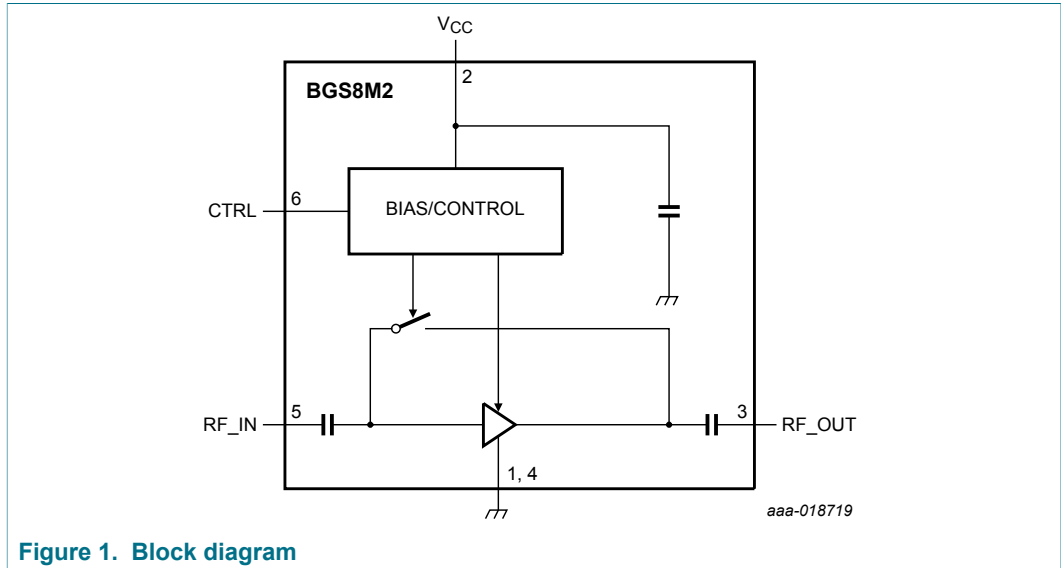 VCC
2
BGS8M2
CTRL
6
BIAS/CONTROL
RF_IN
5
3
RF_OUT
1, 4
aaa-018719
Figure 1. Block diagram